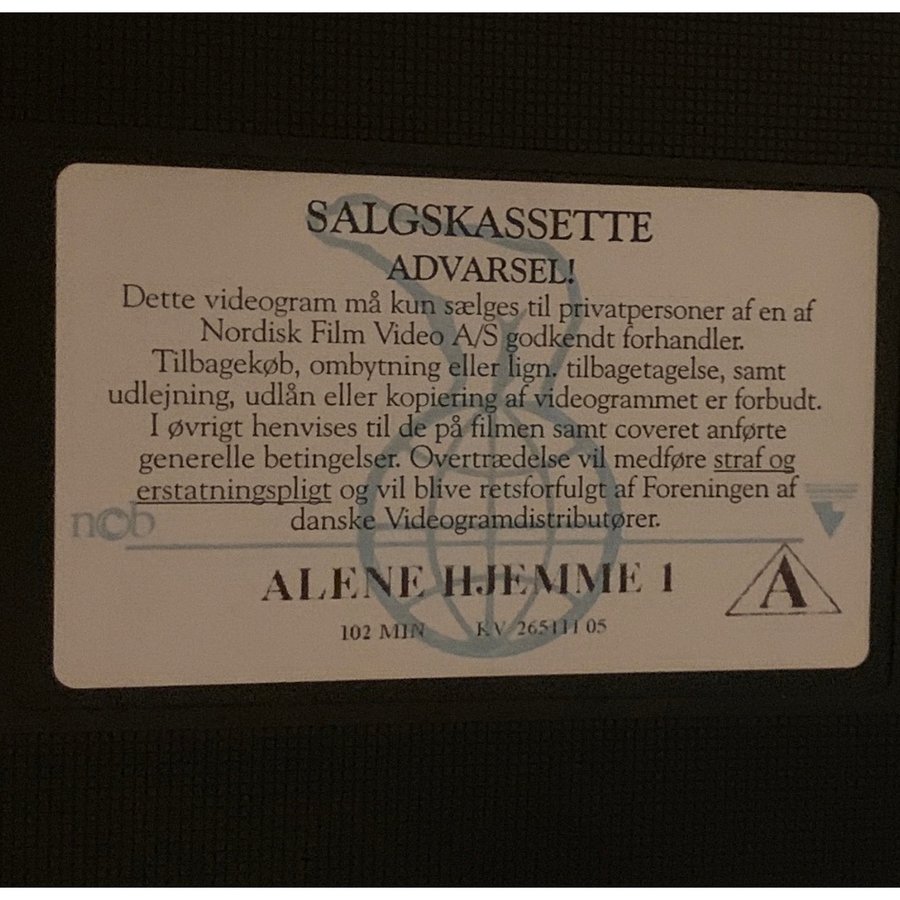 SALGSKASSETTE
ADVARSEL!
Dette videogram må kun sælges til privatpersoner af en af
Nordisk Film Video A/S godkendt forhandler.
Tilbagekøb, ombytning eller lign. tilbagetagelse, samt
udlejning, udlån eller kopiering af videogrammet er forbudt.
I øvrigt henvises til de på filmen samt coveret anførte
generelle betingelser. Overtrædelse vil medføre straf og
erstatningspligt og vil blive retsforfulgt af Foreningen af
danske Videogramdistributører.
ncb
ALENE HJEMME 1
A
102 MIN KV 265111 05